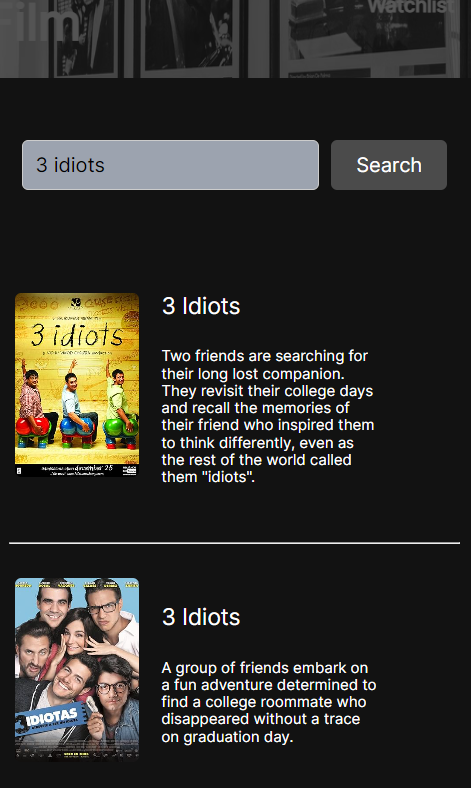 Film
Watchlist
3 idiots
Search
3 Idiots
3 idiots
Two friends are searching for
their long lost companion.
They revisit their college days
and recall the memories of
their friend who inspired them
to think differently, even as
the rest of the world called
them "idiots".
3 Idiots
IDIOTAS
A group of friends embark on
a fun adventure determined to
find a college roommate who
disappeared without a trace
on graduation day.